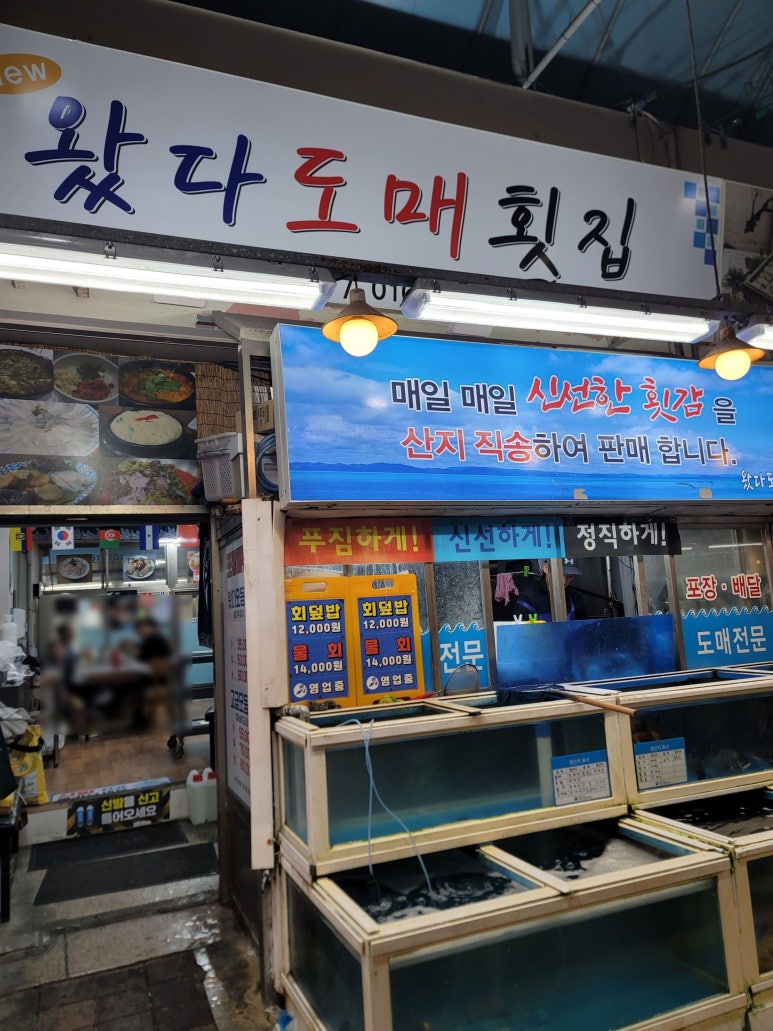 new
왔다도매횟집
매일 매일 신선한 횟감 을
산지 직송하여 판매 합니다.
왔다도
푸짐하게! 신선하게! 정직하게!
회덮밥
12,000원
물회
14,000원
영업중
회덮밥
12,000원
물회
14,000원
영업중
전문
포장·배달
도매전문
신발을 신고
들어오세요